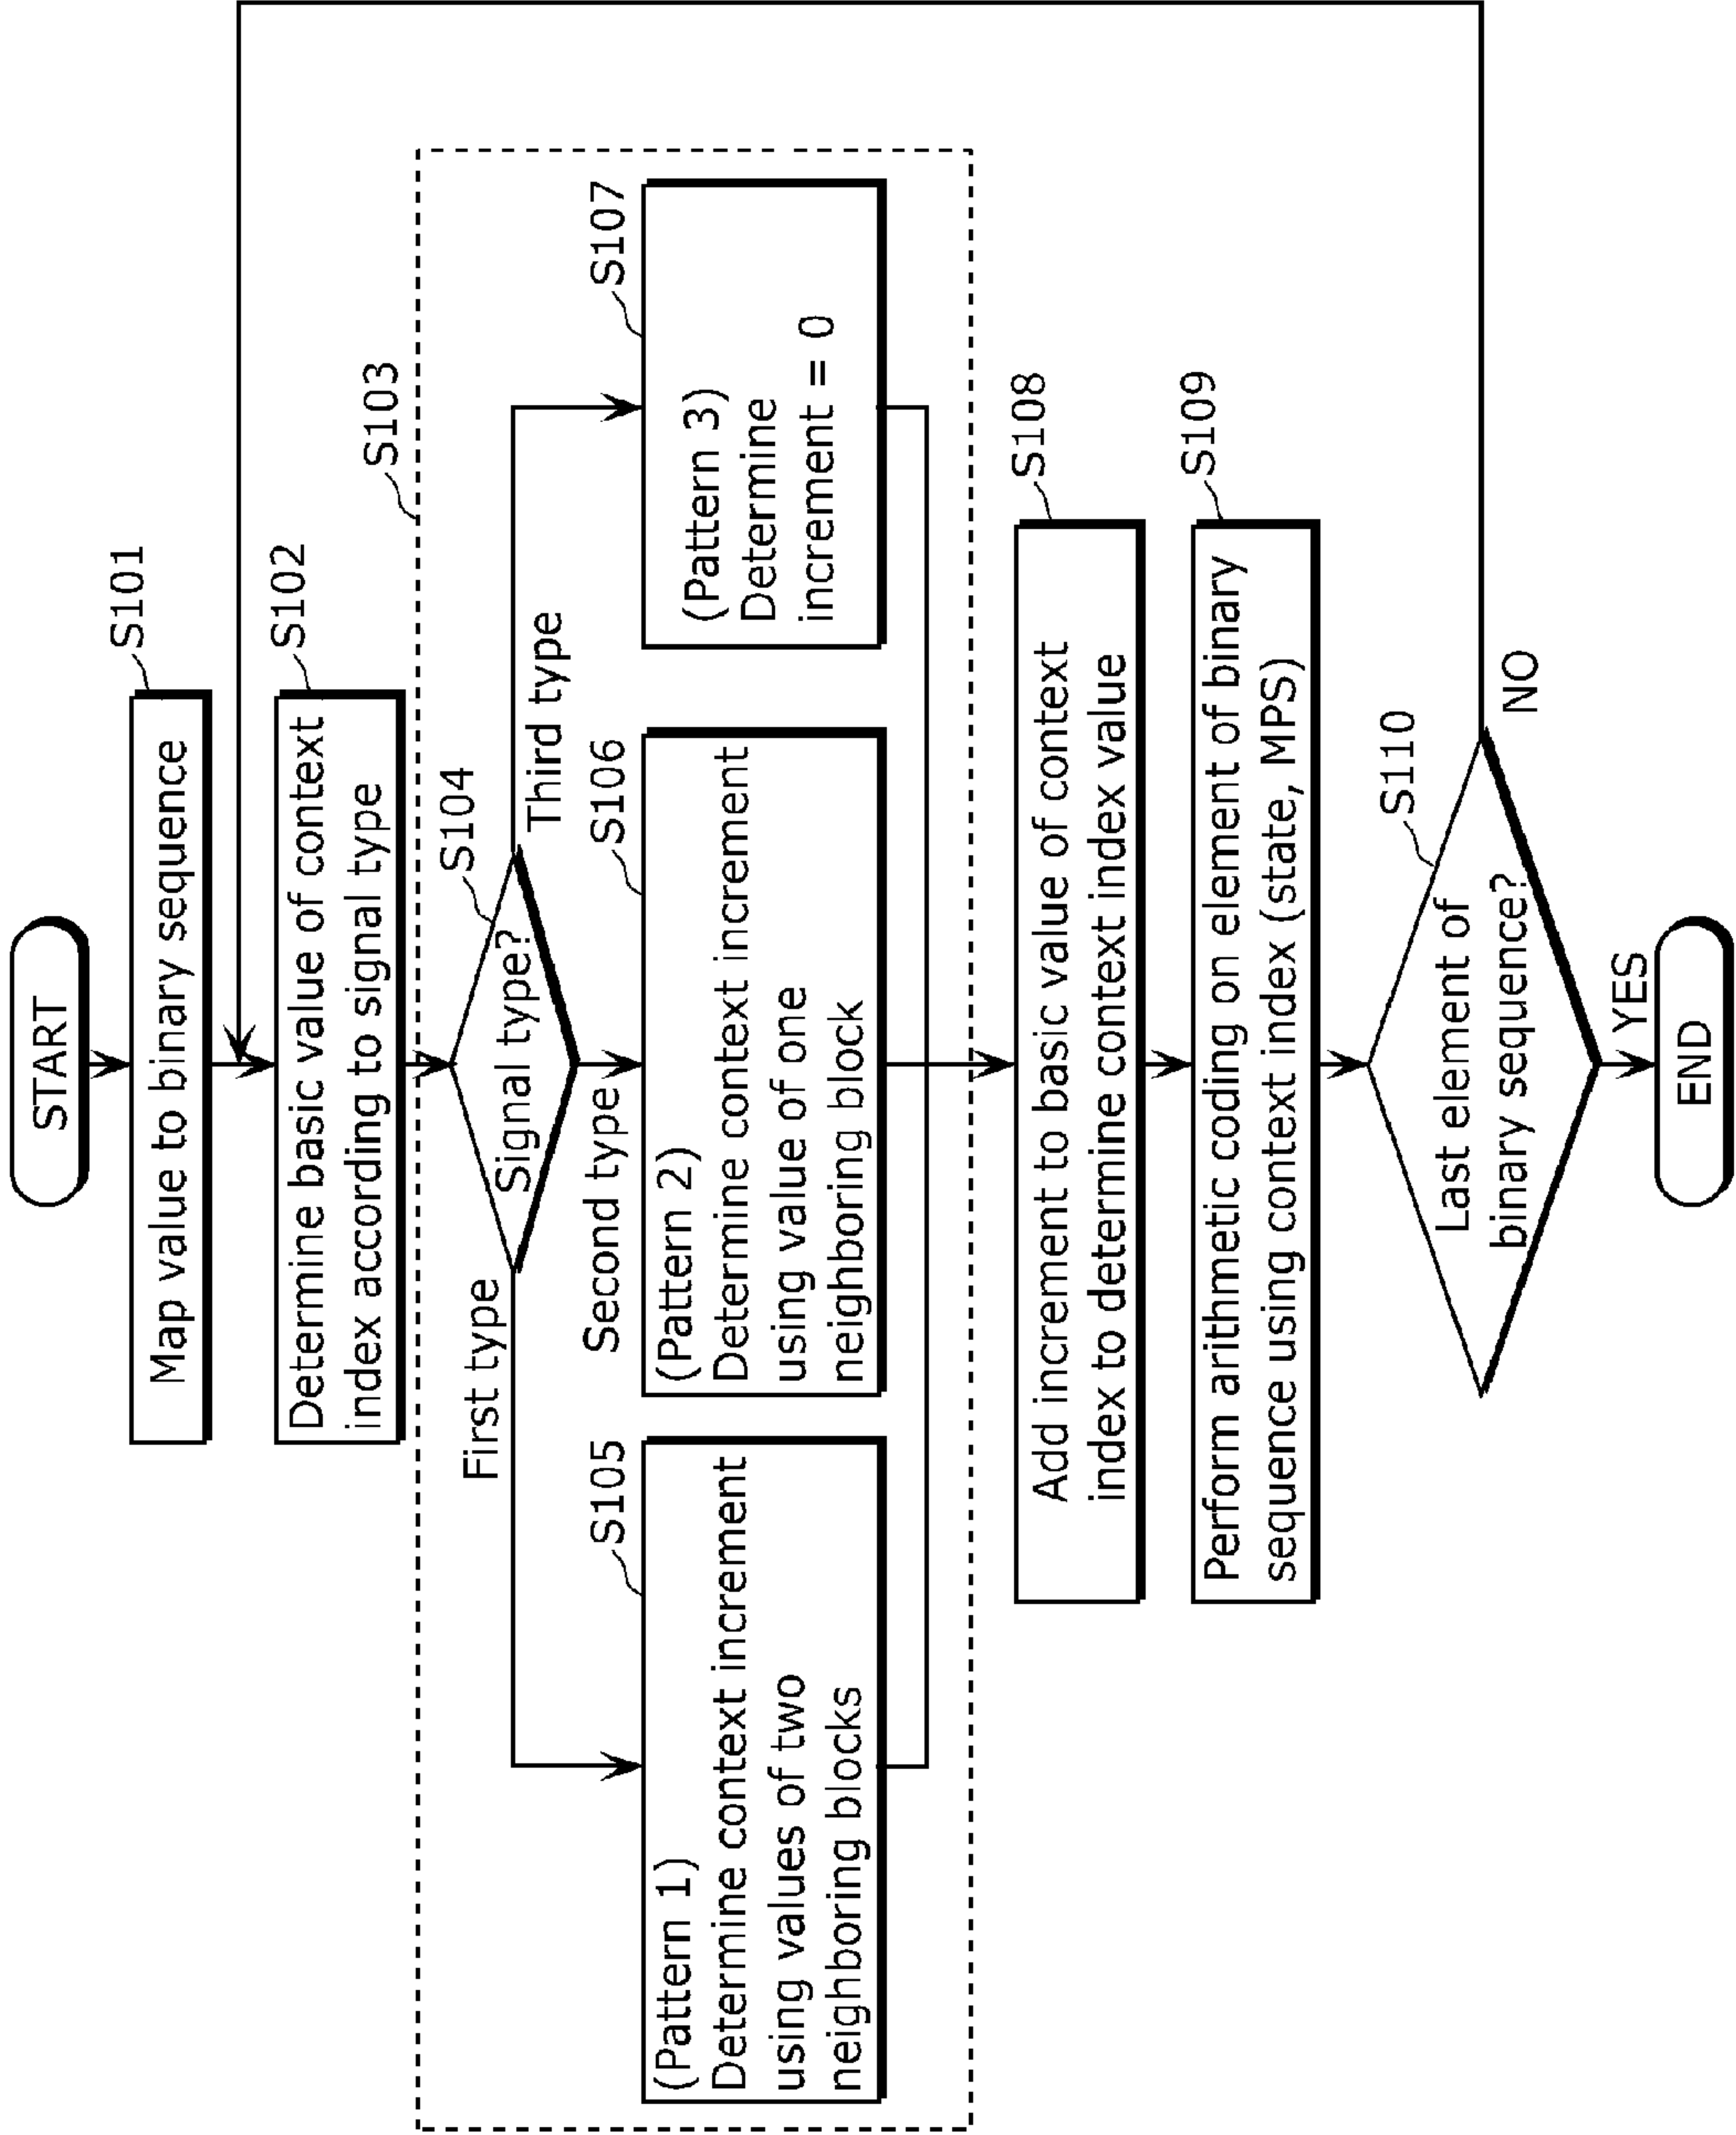 START
S101
Map value to binary sequence
S102
Determine basic value of context
index according to signal type
S103
S104
Signal type?
First type
Second type
Third type
S105
(Pattern 1)
Determine context increment
using values of two
neighboring blocks
S106
(Pattern 2)
Determine context increment
using value of one
neighboring block
S107
(Pattern 3)
Determine
increment = 0
S108
Add increment to basic value of context
index to determine context index value
S109
Perform arithmetic coding on element of binary
sequence using context index (state, MPS)
S110
Last element of
binary sequence?
NO
YES
END